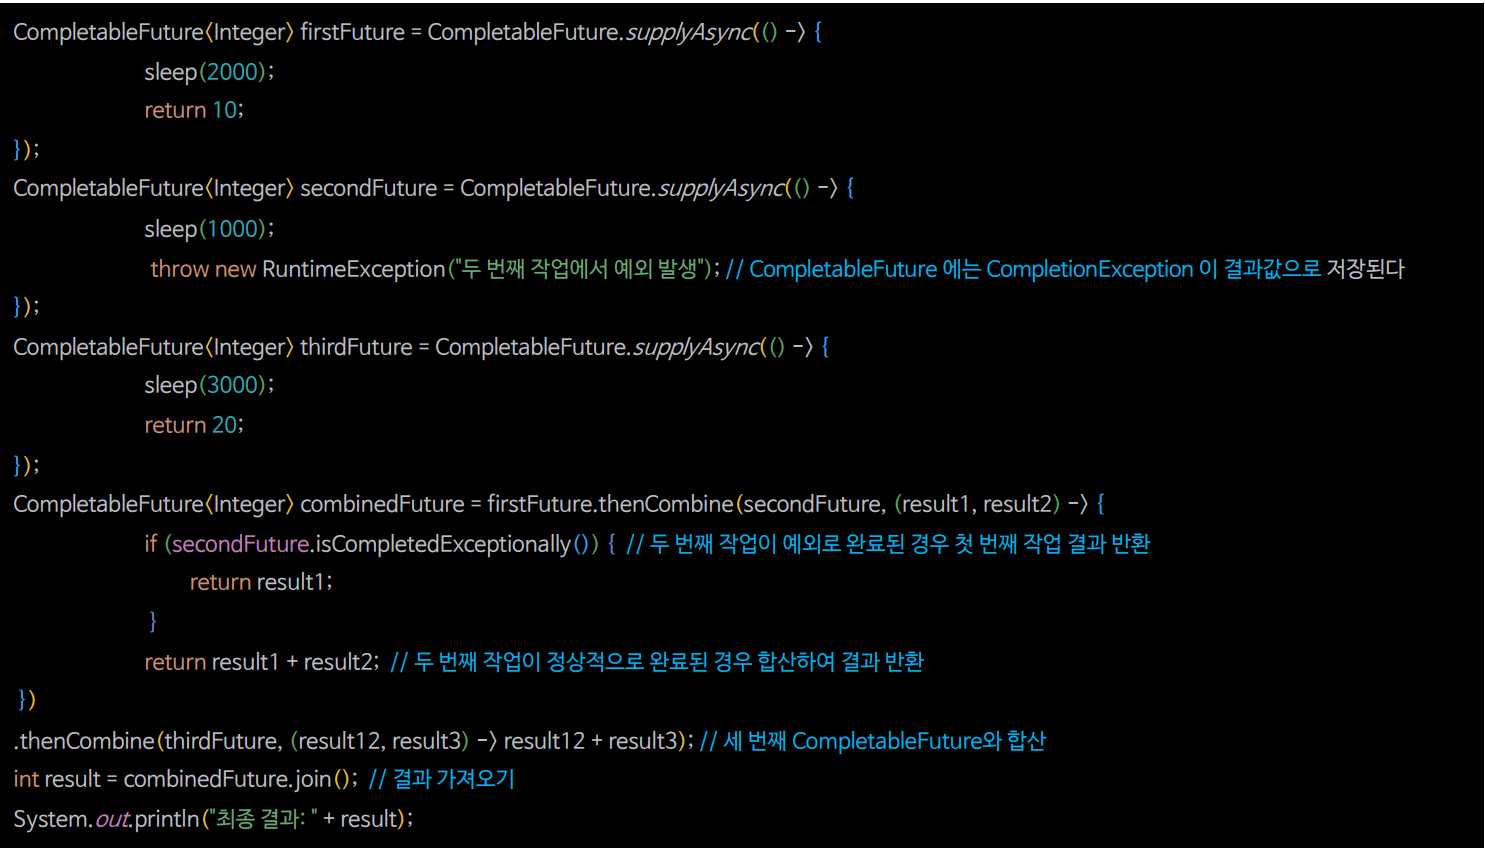 CompletableFuture<Integer> firstFuture = CompletableFuture.supplyAsync(() -> {
sleep(2000);
return 10;
});
CompletableFuture<Integer> secondFuture = CompletableFuture.supplyAsync(() -> {
sleep(1000);
throw new RuntimeException("두 번째 작업에서 예외 발생"); // CompletableFuture 에는 CompletionException 이 결과값으로 저장된다
});
CompletableFuture<Integer> thirdFuture = CompletableFuture.supplyAsync(() -> {
sleep(3000);
return 20;
});
CompletableFuture<Integer> combinedFuture = firstFuture.thenCombine(secondFuture, (result1, result2) -> {
if (secondFuture.isCompletedExceptionally()) { // 두 번째 작업이 예외로 완료된 경우 첫 번째 작업 결과 반환
return result1;
}
return result1 + result2; // 두 번째 작업이 정상적으로 완료된 경우 합산하여 결과 반환
})
.thenCombine(thirdFuture, (result12, result3) -> result12 + result3); // 세 번째 CompletableFuture와 합산
int result = combinedFuture.join(); // 결과 가져오기
System.out.println("최종 결과: " + result);